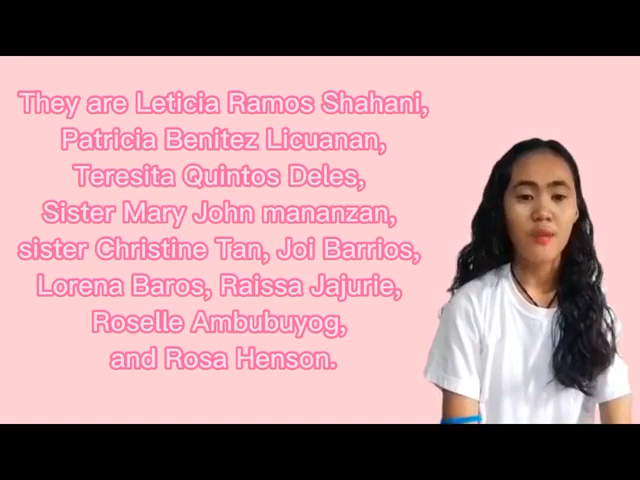 They are Leticia Ramos Shahani,
Patricia Benitez Licuanan,
Teresita Quintos Deles,
Sister Mary John mananzan,
sister Christine Tan, Joi Barrios,
Lorena Baros, Raissa Jajurie,
Roselle Ambubuyog,
and Rosa Henson.